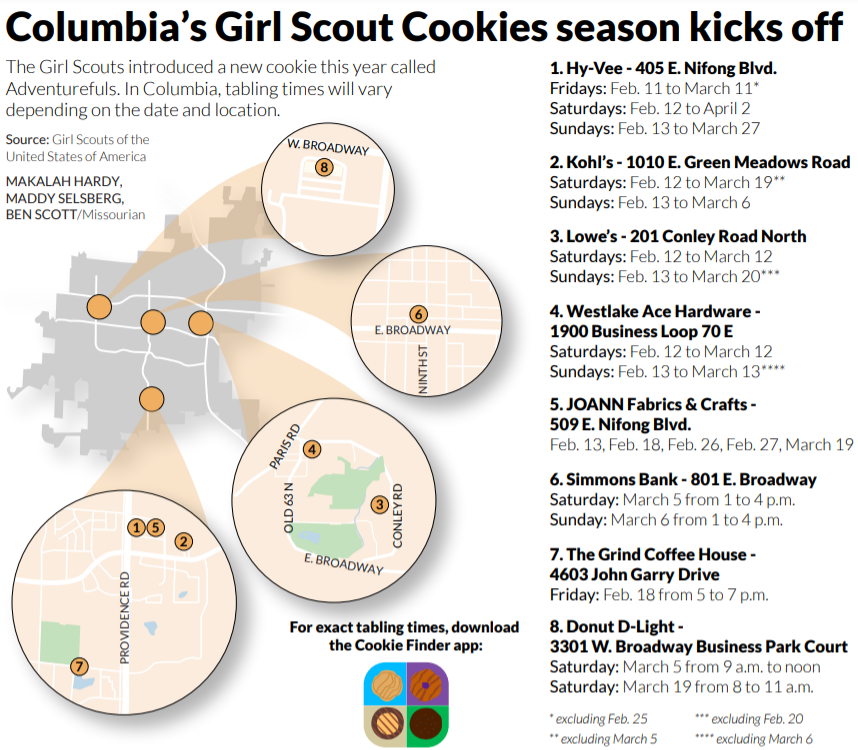 Columbia’s Girl Scout Cookies season kicks off
The Girl Scouts introduced a new cookie this year called
Adventurefuls. In Columbia, tabling times will vary
depending on the date and location.
Source: Girl Scouts of the
United States of America
MAKALAH HARDY,
MADDY SELSBERG,
BEN SCOTT/Missourian
W. BROADWAY
8
6
E. BROADWAY
NINTH ST
PARIS RD
4
OLD 63 N
3
CONLEY RD
E. BROADWAY
1 5
2
PROVIDENCE RD
7
For exact tabling times, download
the Cookie Finder app:
1. Hy-Vee - 405 E. Nifong Blvd.
Fridays: Feb. 11 to March 11*
Saturdays: Feb. 12 to April 2
Sundays: Feb. 13 to March 27
2. Kohl’s - 1010 E. Green Meadows Road
Saturdays: Feb. 12 to March 19**
Sundays: Feb. 13 to March 6
3. Lowe’s - 201 Conley Road North
Saturdays: Feb. 12 to March 12
Sundays: Feb. 13 to March 20***
4. Westlake Ace Hardware -
1900 Business Loop 70 E
Saturdays: Feb. 12 to March 12
Sundays: Feb. 13 to March 13****
5. JOANN Fabrics & Crafts -
509 E. Nifong Blvd.
Feb. 13, Feb. 18, Feb. 26, Feb. 27, March 19
6. Simmons Bank - 801 E. Broadway
Saturday: March 5 from 1 to 4 p.m.
Sunday: March 6 from 1 to 4 p.m.
7. The Grind Coffee House -
4603 John Garry Drive
Friday: Feb. 18 from 5 to 7 p.m.
8. Donut D-Light -
3301 W. Broadway Business Park Court
Saturday: March 5 from 9 a.m. to noon
Saturday: March 19 from 8 to 11 a.m.
* excluding Feb. 25
** excluding March 5
*** excluding Feb. 20
**** excluding March 6